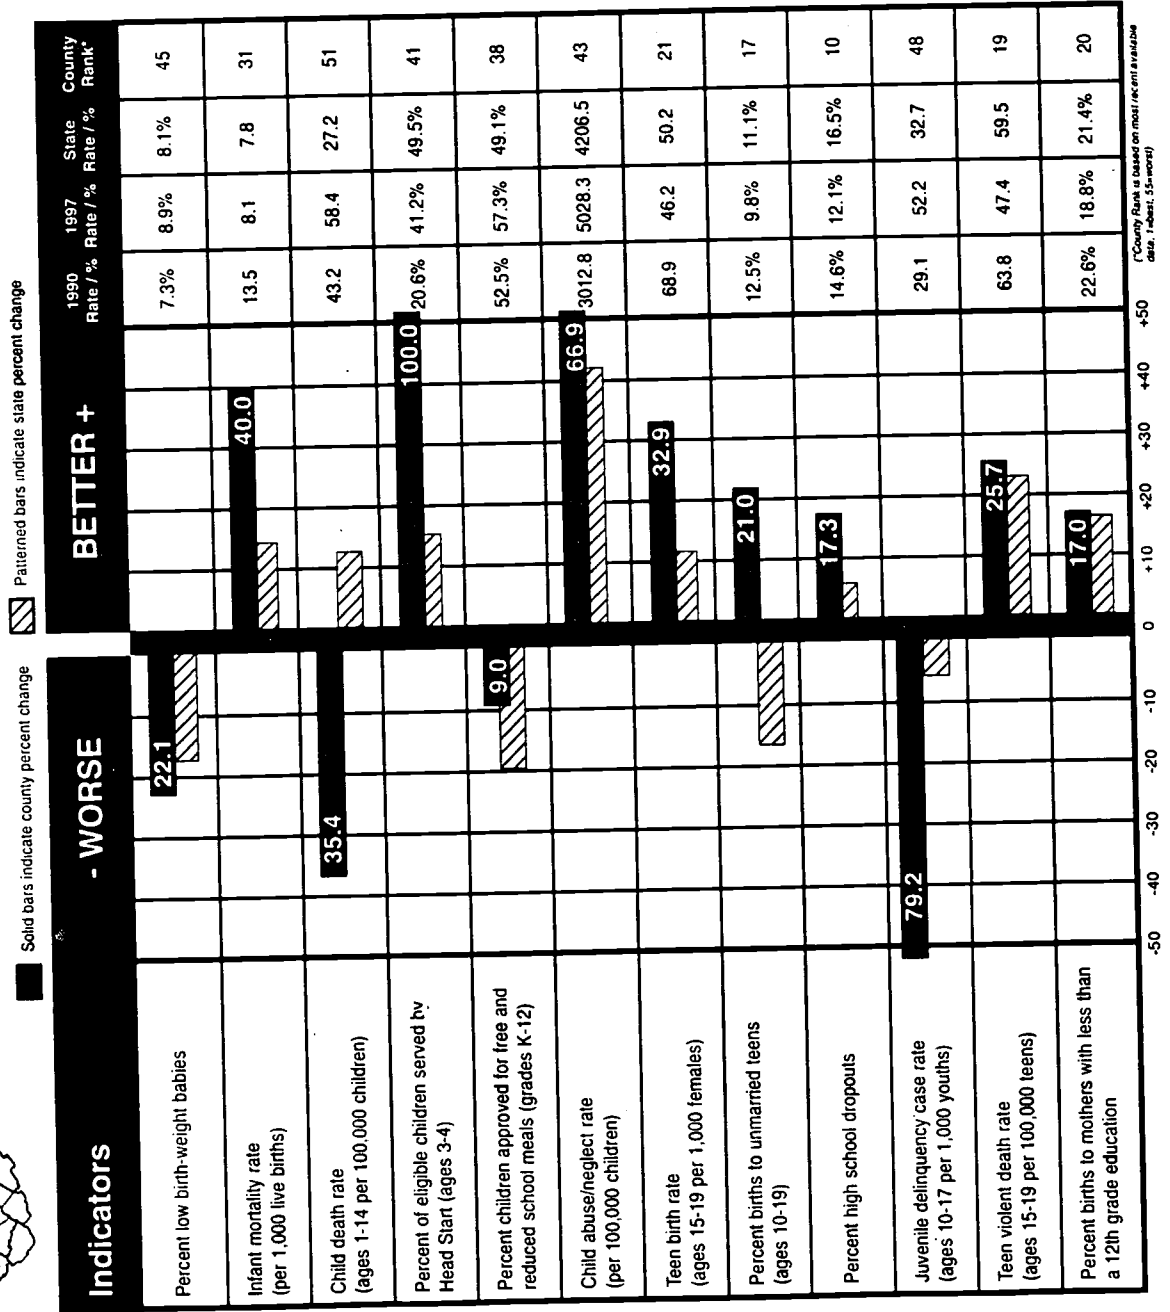 Solid bars indicate county percent change
Patterned bars indicate state percent change
Indicators
- WORSE
BETTER +
1990
Rate / %
1997
Rate / %
State
Rate / %
County
Rank*
Percent low birth-weight babies
22.1
7.3%
8.9%
8.1%
45
Infant mortality rate
(per 1,000 live births)
40.0
13.5
8.1
7.8
31
Child death rate
(ages 1-14 per 100,000 children)
35.4
43.2
58.4
27.2
51
Percent of eligible children served by
Head Start (ages 3-4)
100.0
20.6%
41.2%
49.5%
41
Percent children approved for free and
reduced school meals (grades K-12)
9.0
52.5%
57.3%
49.1%
38
Child abuse/neglect rate
(per 100,000 children)
66.9
3012.8
5028.3
4206.5
43
Teen birth rate
(ages 15-19 per 1,000 females)
32.9
68.9
46.2
50.2
21
Percent births to unmarried teens
(ages 10-19)
21.0
12.5%
9.8%
11.1%
17
Percent high school dropouts
17.3
14.6%
12.1%
16.5%
10
Juvenile delinquency case rate
(ages 10-17 per 1,000 youths)
79.2
29.1
52.2
32.7
48
Teen violent death rate
(ages 15-19 per 100,000 teens)
25.7
63.8
47.4
59.5
19
Percent births to mothers with less than
a 12th grade education
17.0
22.6%
18.8%
21.4%
20
-50
-40
-30
-20
-10
0
+10
+20
+30
+40
+50
(*County Rank is based on most recent available
data. 1=best, 55=worst)